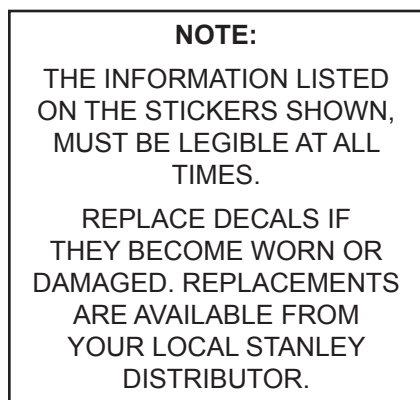 NOTE:
THE INFORMATION LISTED
ON THE STICKERS SHOWN,
MUST BE LEGIBLE AT ALL
TIMES.
REPLACE DECALS IF
THEY BECOME WORN OR
DAMAGED. REPLACEMENTS
ARE AVAILABLE FROM
YOUR LOCAL STANLEY
DISTRIBUTOR.